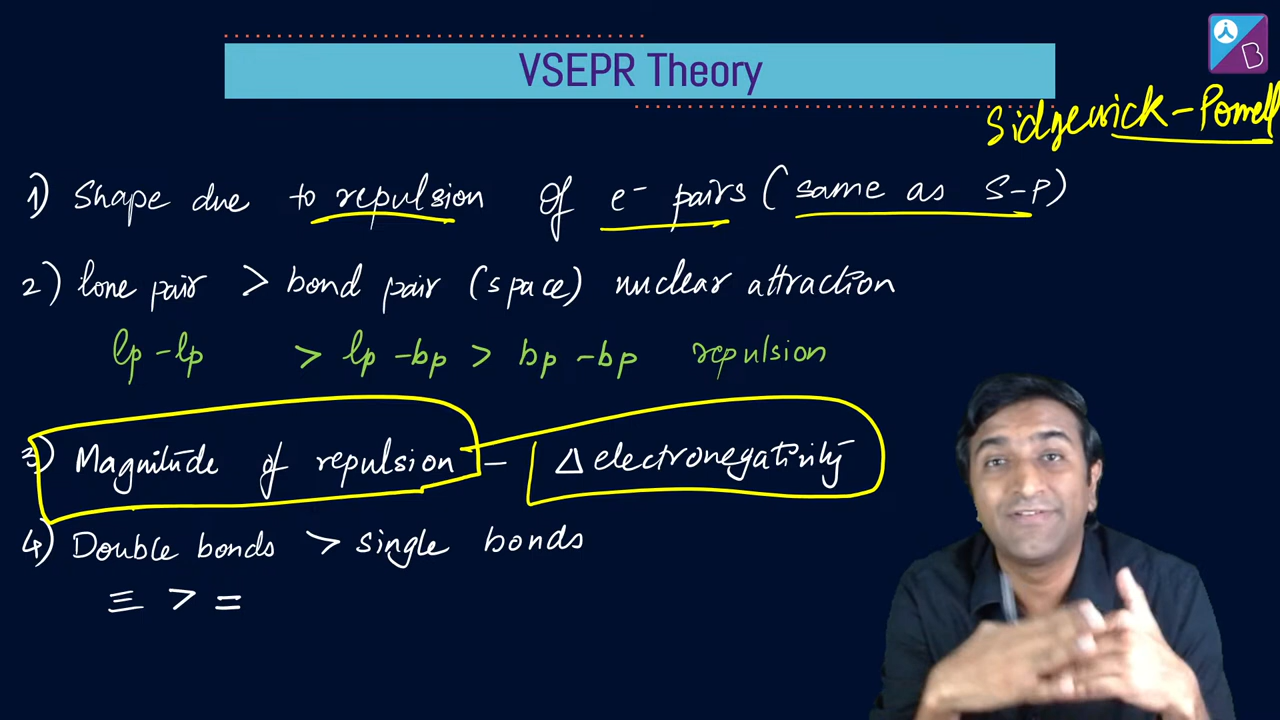 VSEPR Theory
B
Sidgewick-Powell
1) Shape due to repulsion of e⁻ pairs (same as S-P)
2) lone pair > bond pair (space) nuclear attraction
lp-lp > lp-bp > bp-bp repulsion
3) Magnitude of repulsion – Δ electronegativity
4) Double bonds > single bonds
≡ > =